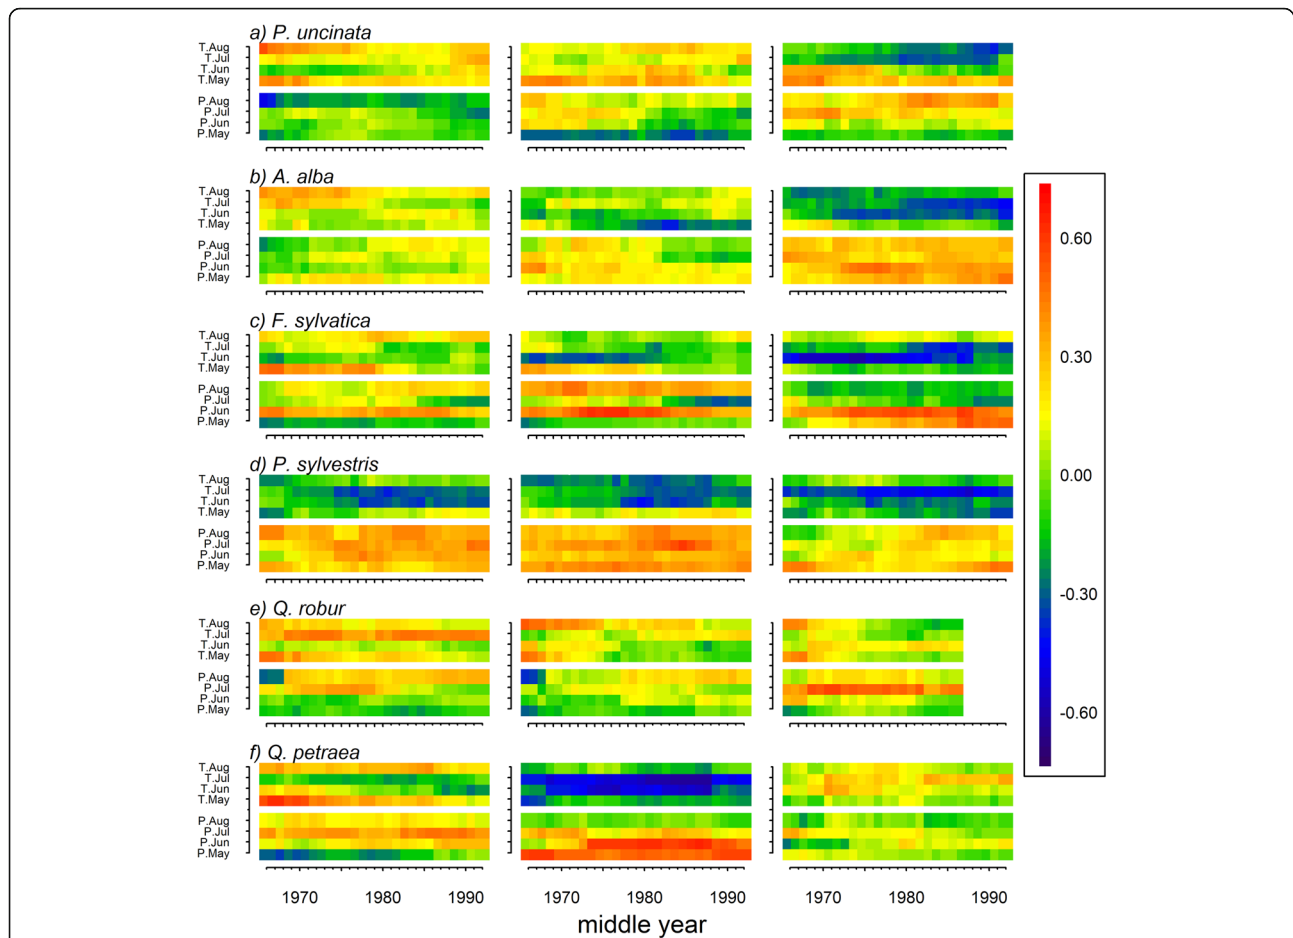 a) P. uncinata
T.Aug
T.Jul
T.Jun
T.May
P.Aug
P.Jul
P.Jun
P.May
b) A. alba
T.Aug
T.Jul
T.Jun
T.May
P.Aug
P.Jul
P.Jun
P.May
c) F. sylvatica
T.Aug
T.Jul
T.Jun
T.May
P.Aug
P.Jul
P.Jun
P.May
d) P. sylvestris
T.Aug
T.Jul
T.Jun
T.May
P.Aug
P.Jul
P.Jun
P.May
e) Q. robur
T.Aug
T.Jul
T.Jun
T.May
P.Aug
P.Jul
P.Jun
P.May
f) Q. petraea
T.Aug
T.Jul
T.Jun
T.May
P.Aug
P.Jul
P.Jun
P.May
1970 1980 1990 1970 1980 1990 1970 1980 1990
middle year
0.60
0.30
0.00
-0.30
-0.60